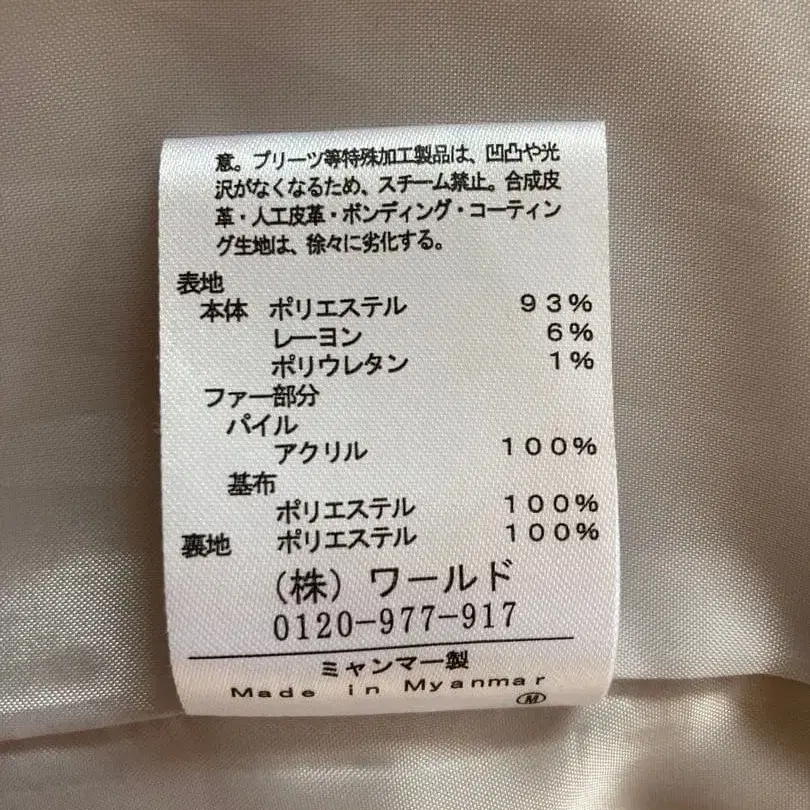 意。プリーツ等特殊加工製品は、凹凸や光
沢がなくなるため、スチーム禁止。合成皮
革・人工皮革・ボンディング・コーティン
グ生地は、徐々に劣化する。
表地
本体 ポリエステル 93%
レーヨン 6%
ポリウレタン 1%
ファー部分
パイル
アクリル 100%
基布
ポリエステル 100%
裏地 ポリエステル 100%
(株) ワールド
0120-977-917
ミャンマー製
Made in Myanmar
M